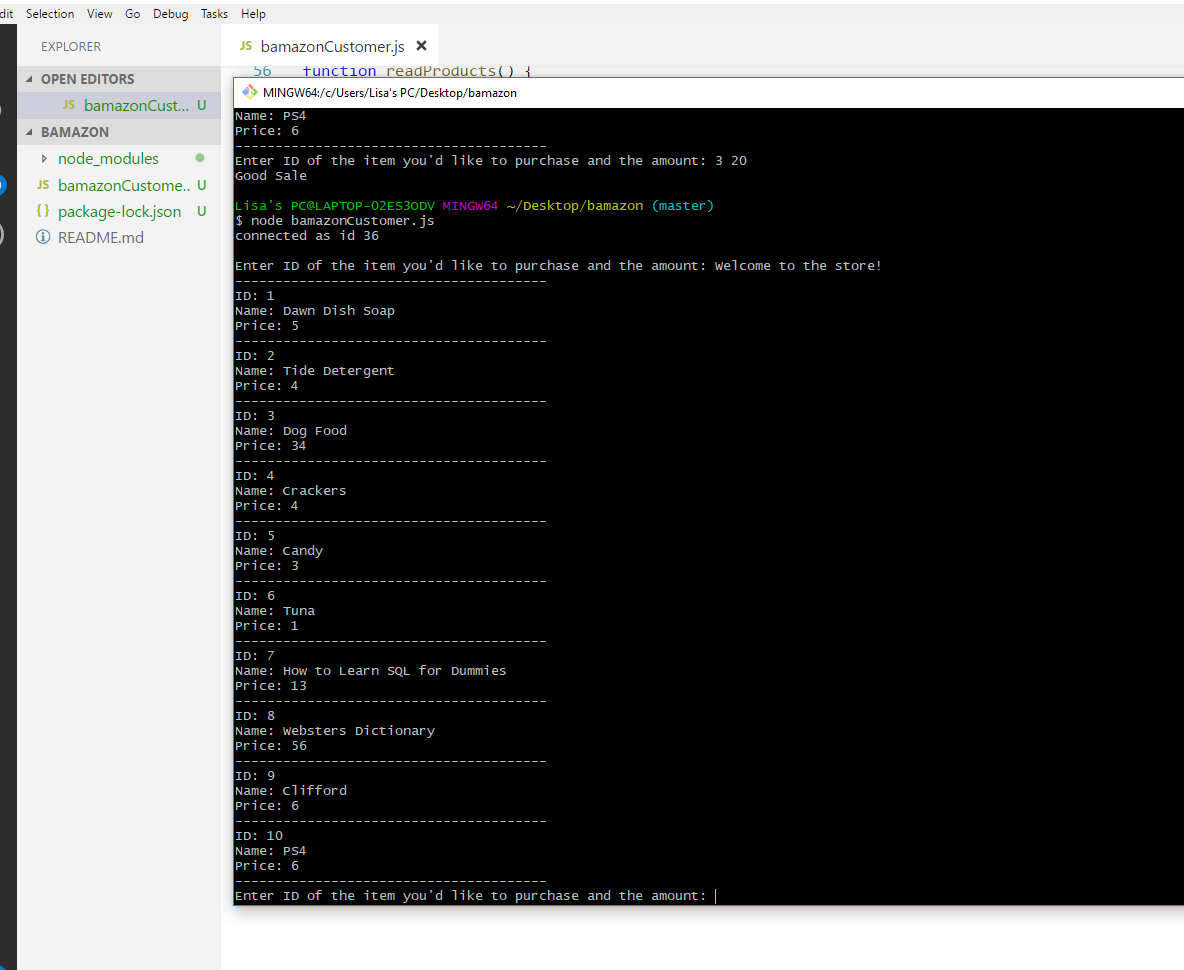 dit Selection View Go Debug Tasks Help
EXPLORER
JS bamazonCustomer.js
OPEN EDITORS
JS bamazonCust... U
BAMAZON
node_modules
JS bamazonCustome.. U
{} package-lock.json U
README.md
56 function readProducts() {
MINGW64:/c/Users/Lisa's PC/Desktop/bamazon
Name: PS4
Price: 6
---------------------------------------
Enter ID of the item you'd like to purchase and the amount: 3 20
Good Sale
Lisa's PC@LAPTOP-O2ES3ODV MINGW64 ~/Desktop/bamazon (master)
$ node bamazonCustomer.js
connected as id 36
Enter ID of the item you'd like to purchase and the amount: Welcome to the store!
---------------------------------------
ID: 1
Name: Dawn Dish Soap
Price: 5
---------------------------------------
ID: 2
Name: Tide Detergent
Price: 4
---------------------------------------
ID: 3
Name: Dog Food
Price: 34
---------------------------------------
ID: 4
Name: Crackers
Price: 4
---------------------------------------
ID: 5
Name: Candy
Price: 3
---------------------------------------
ID: 6
Name: Tuna
Price: 1
---------------------------------------
ID: 7
Name: How to Learn SQL for Dummies
Price: 13
---------------------------------------
ID: 8
Name: Websters Dictionary
Price: 56
---------------------------------------
ID: 9
Name: Clifford
Price: 6
---------------------------------------
ID: 10
Name: PS4
Price: 6
---------------------------------------
Enter ID of the item you'd like to purchase and the amount: